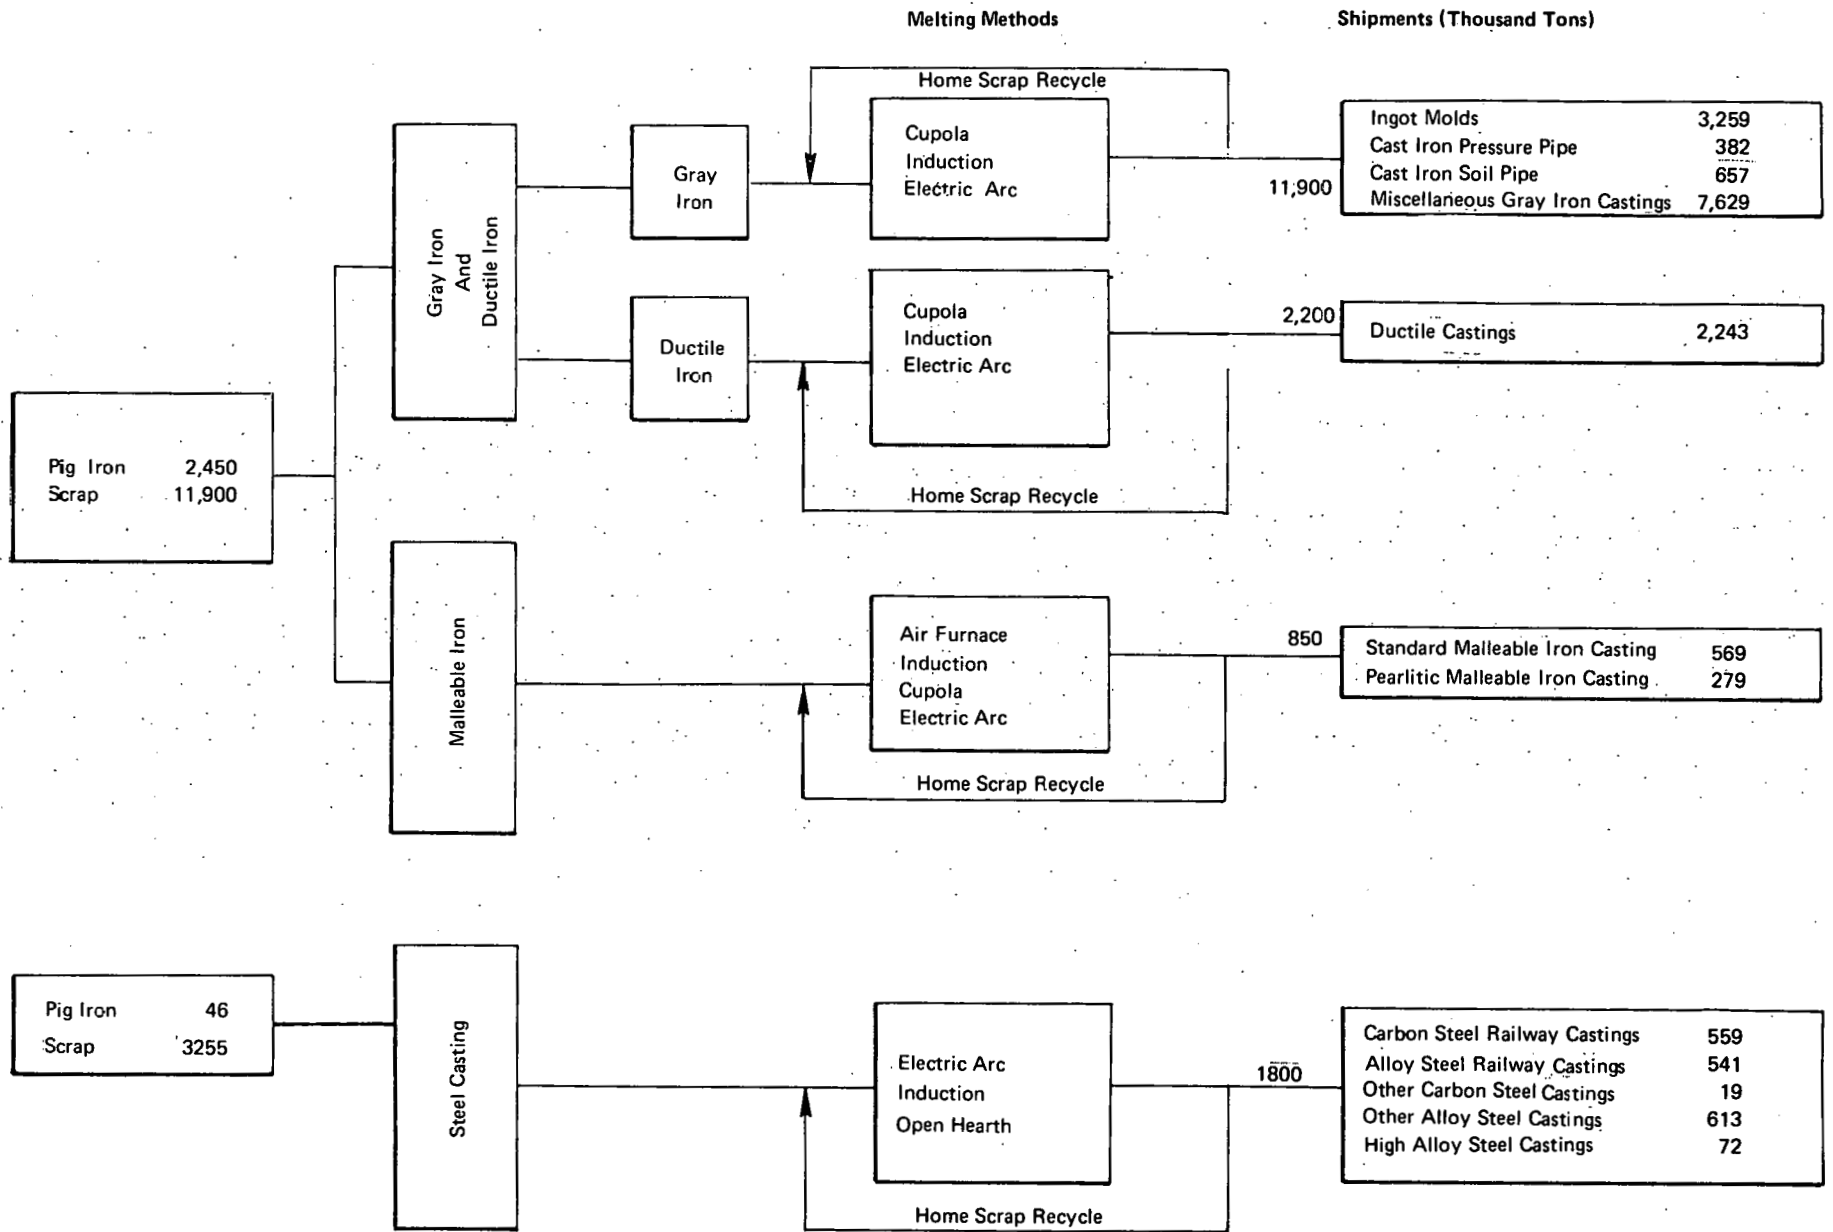 Melting Methods
Shipments (Thousand Tons)
Home Scrap Recycle
Gray Iron
And
Ductile Iron
Gray
Iron
Cupola
Induction
Electric Arc
11,900
Ingot Molds 3,259
Cast Iron Pressure Pipe 382
Cast Iron Soil Pipe 657
Miscellaneous Gray Iron Castings 7,629
Ductile
Iron
Cupola
Induction
Electric Arc
2,200
Ductile Castings 2,243
Home Scrap Recycle
Pig Iron 2,450
Scrap 11,900
Malleable Iron
Air Furnace
Induction
Cupola
Electric Arc
850
Standard Malleable Iron Casting 569
Pearlitic Malleable Iron Casting 279
Home Scrap Recycle
Pig Iron 46
Scrap 3255
Steel Casting
Electric Arc
Induction
Open Hearth
1800
Carbon Steel Railway Castings 559
Alloy Steel Railway Castings 541
Other Carbon Steel Castings 19
Other Alloy Steel Castings 613
High Alloy Steel Castings 72
Home Scrap Recycle